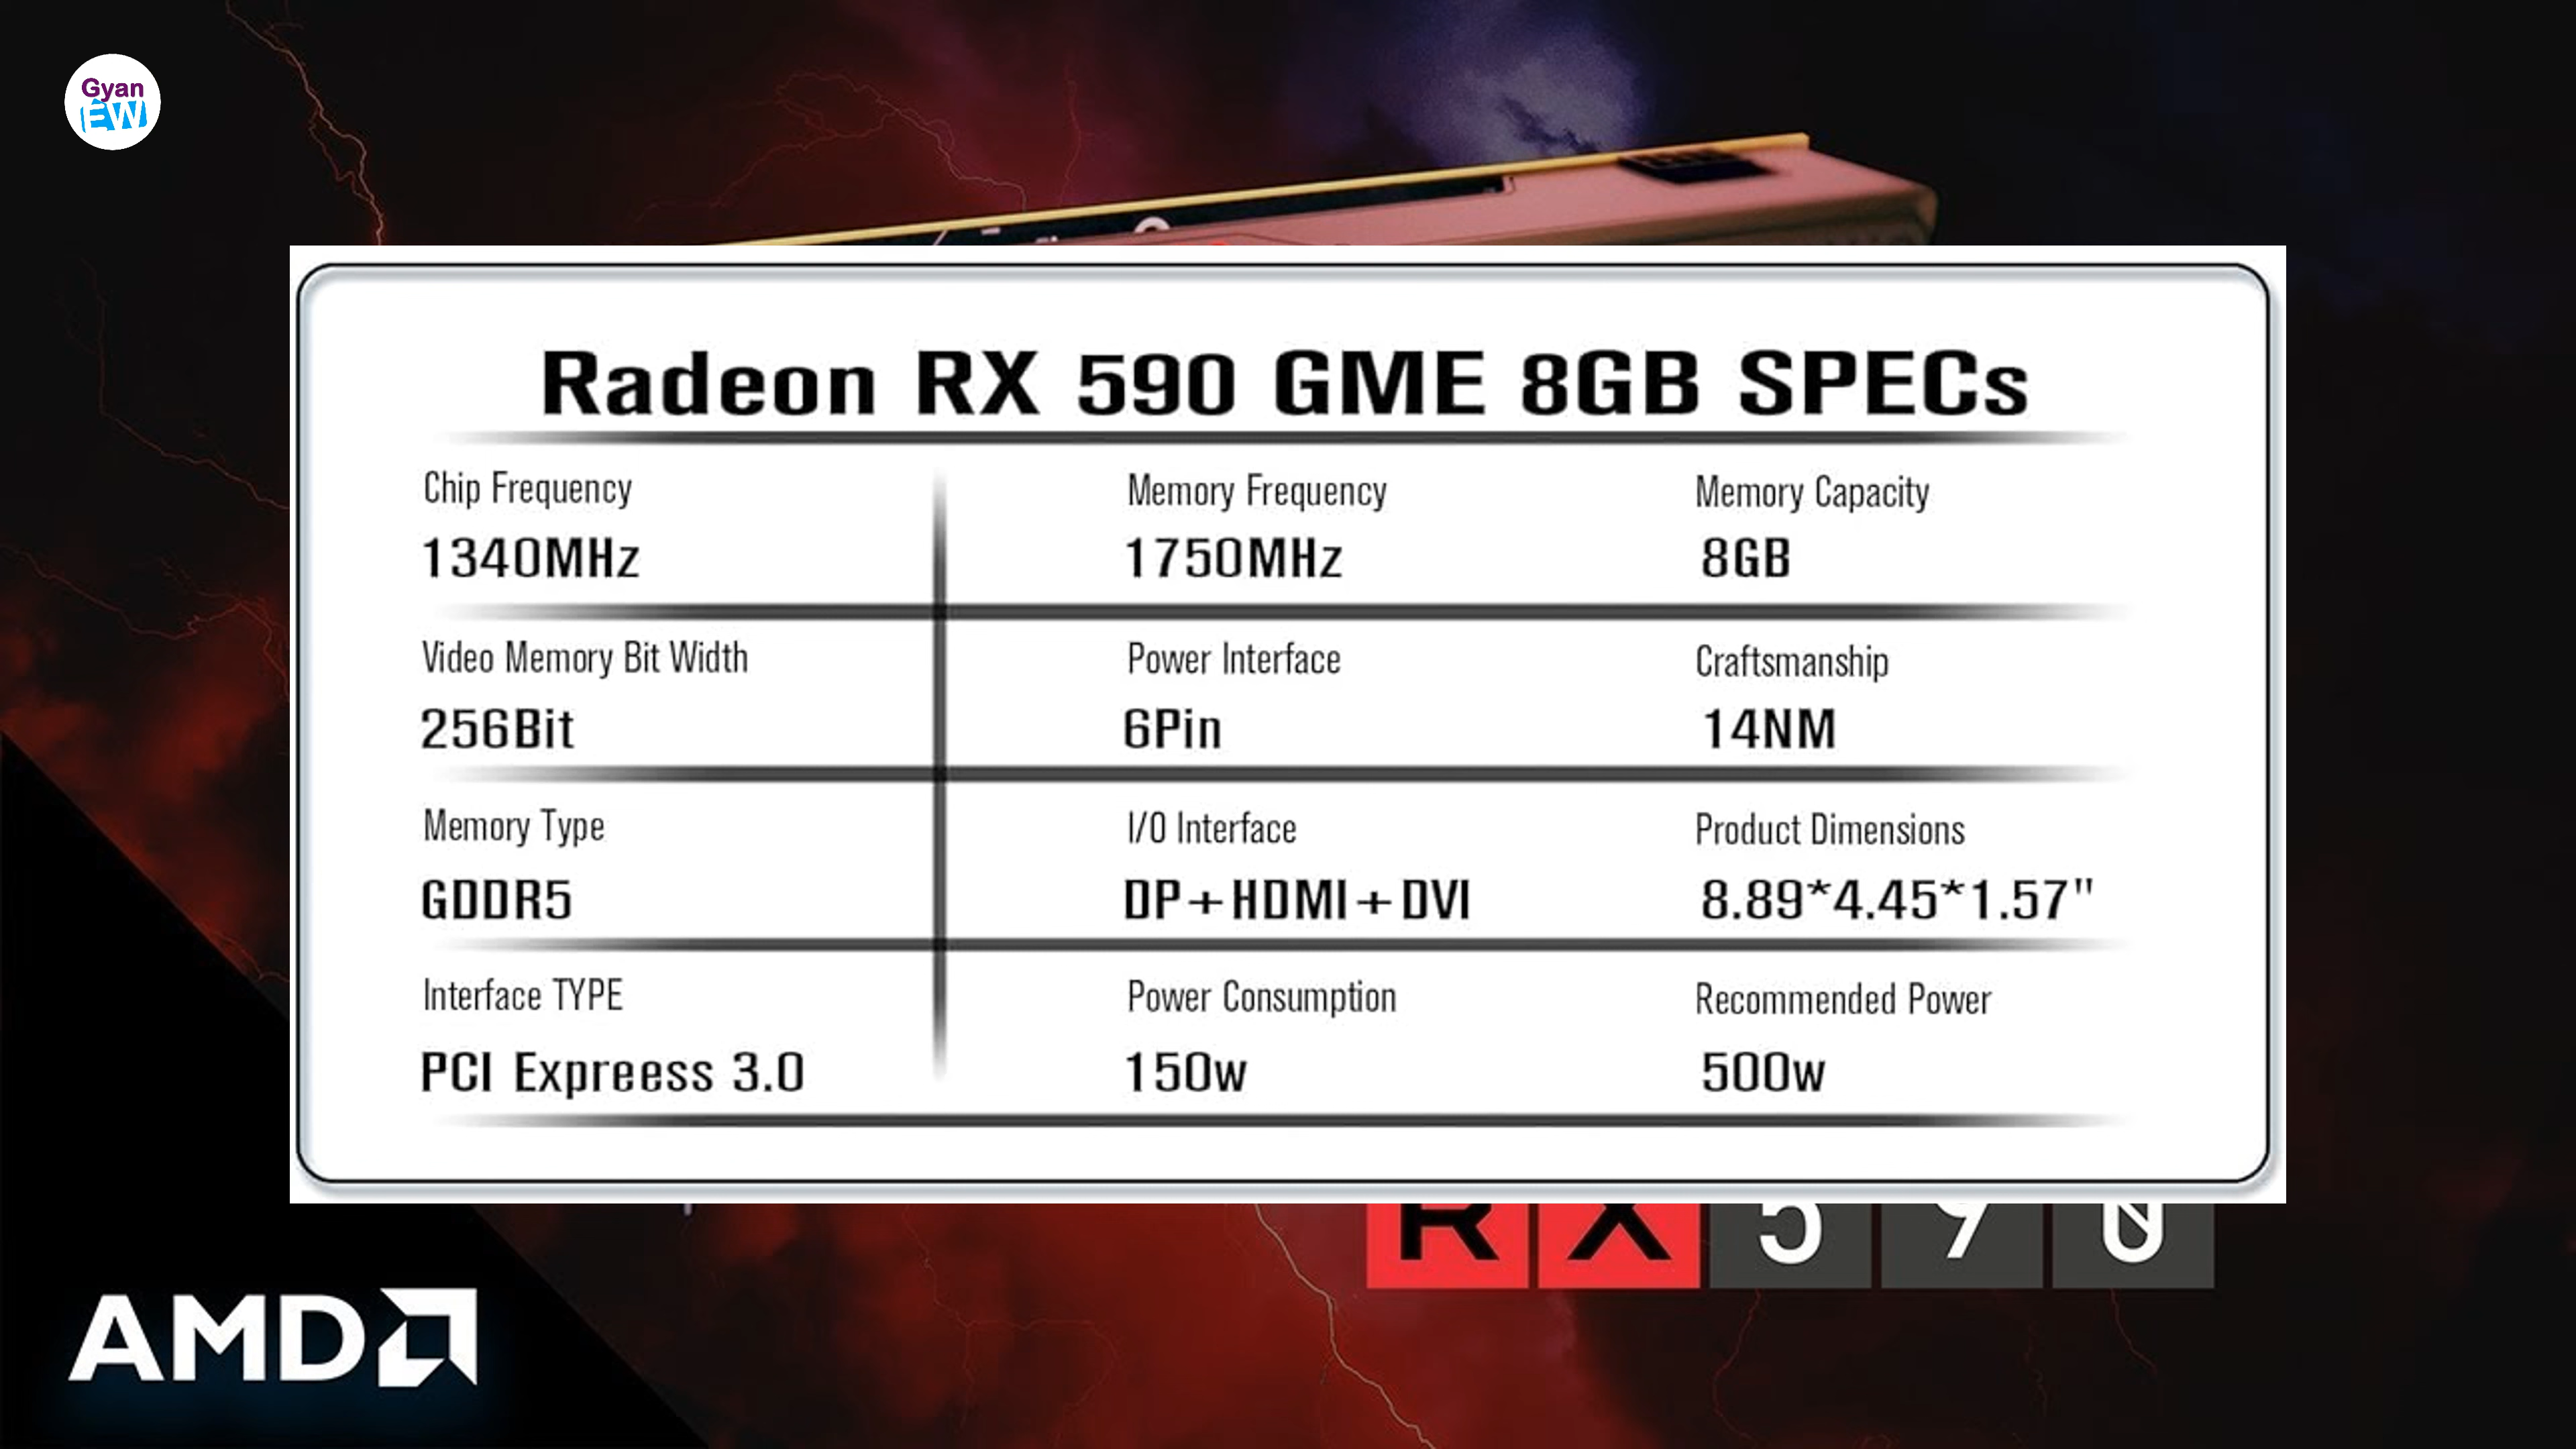 Gyan
EW
Radeon RX 590 GME 8GB SPECs
Chip Frequency Memory Frequency Memory Capacity
1340MHz 1750MHz 8GB
Video Memory Bit Width Power Interface Craftsmanship
256Bit 6Pin 14NM
Memory Type I/O Interface Product Dimensions
GDDR5 DP+HDMI+DVI 8.89*4.45*1.57"
Interface TYPE Power Consumption Recommended Power
PCI Expreess 3.0 150w 500w
RX 590
AMD